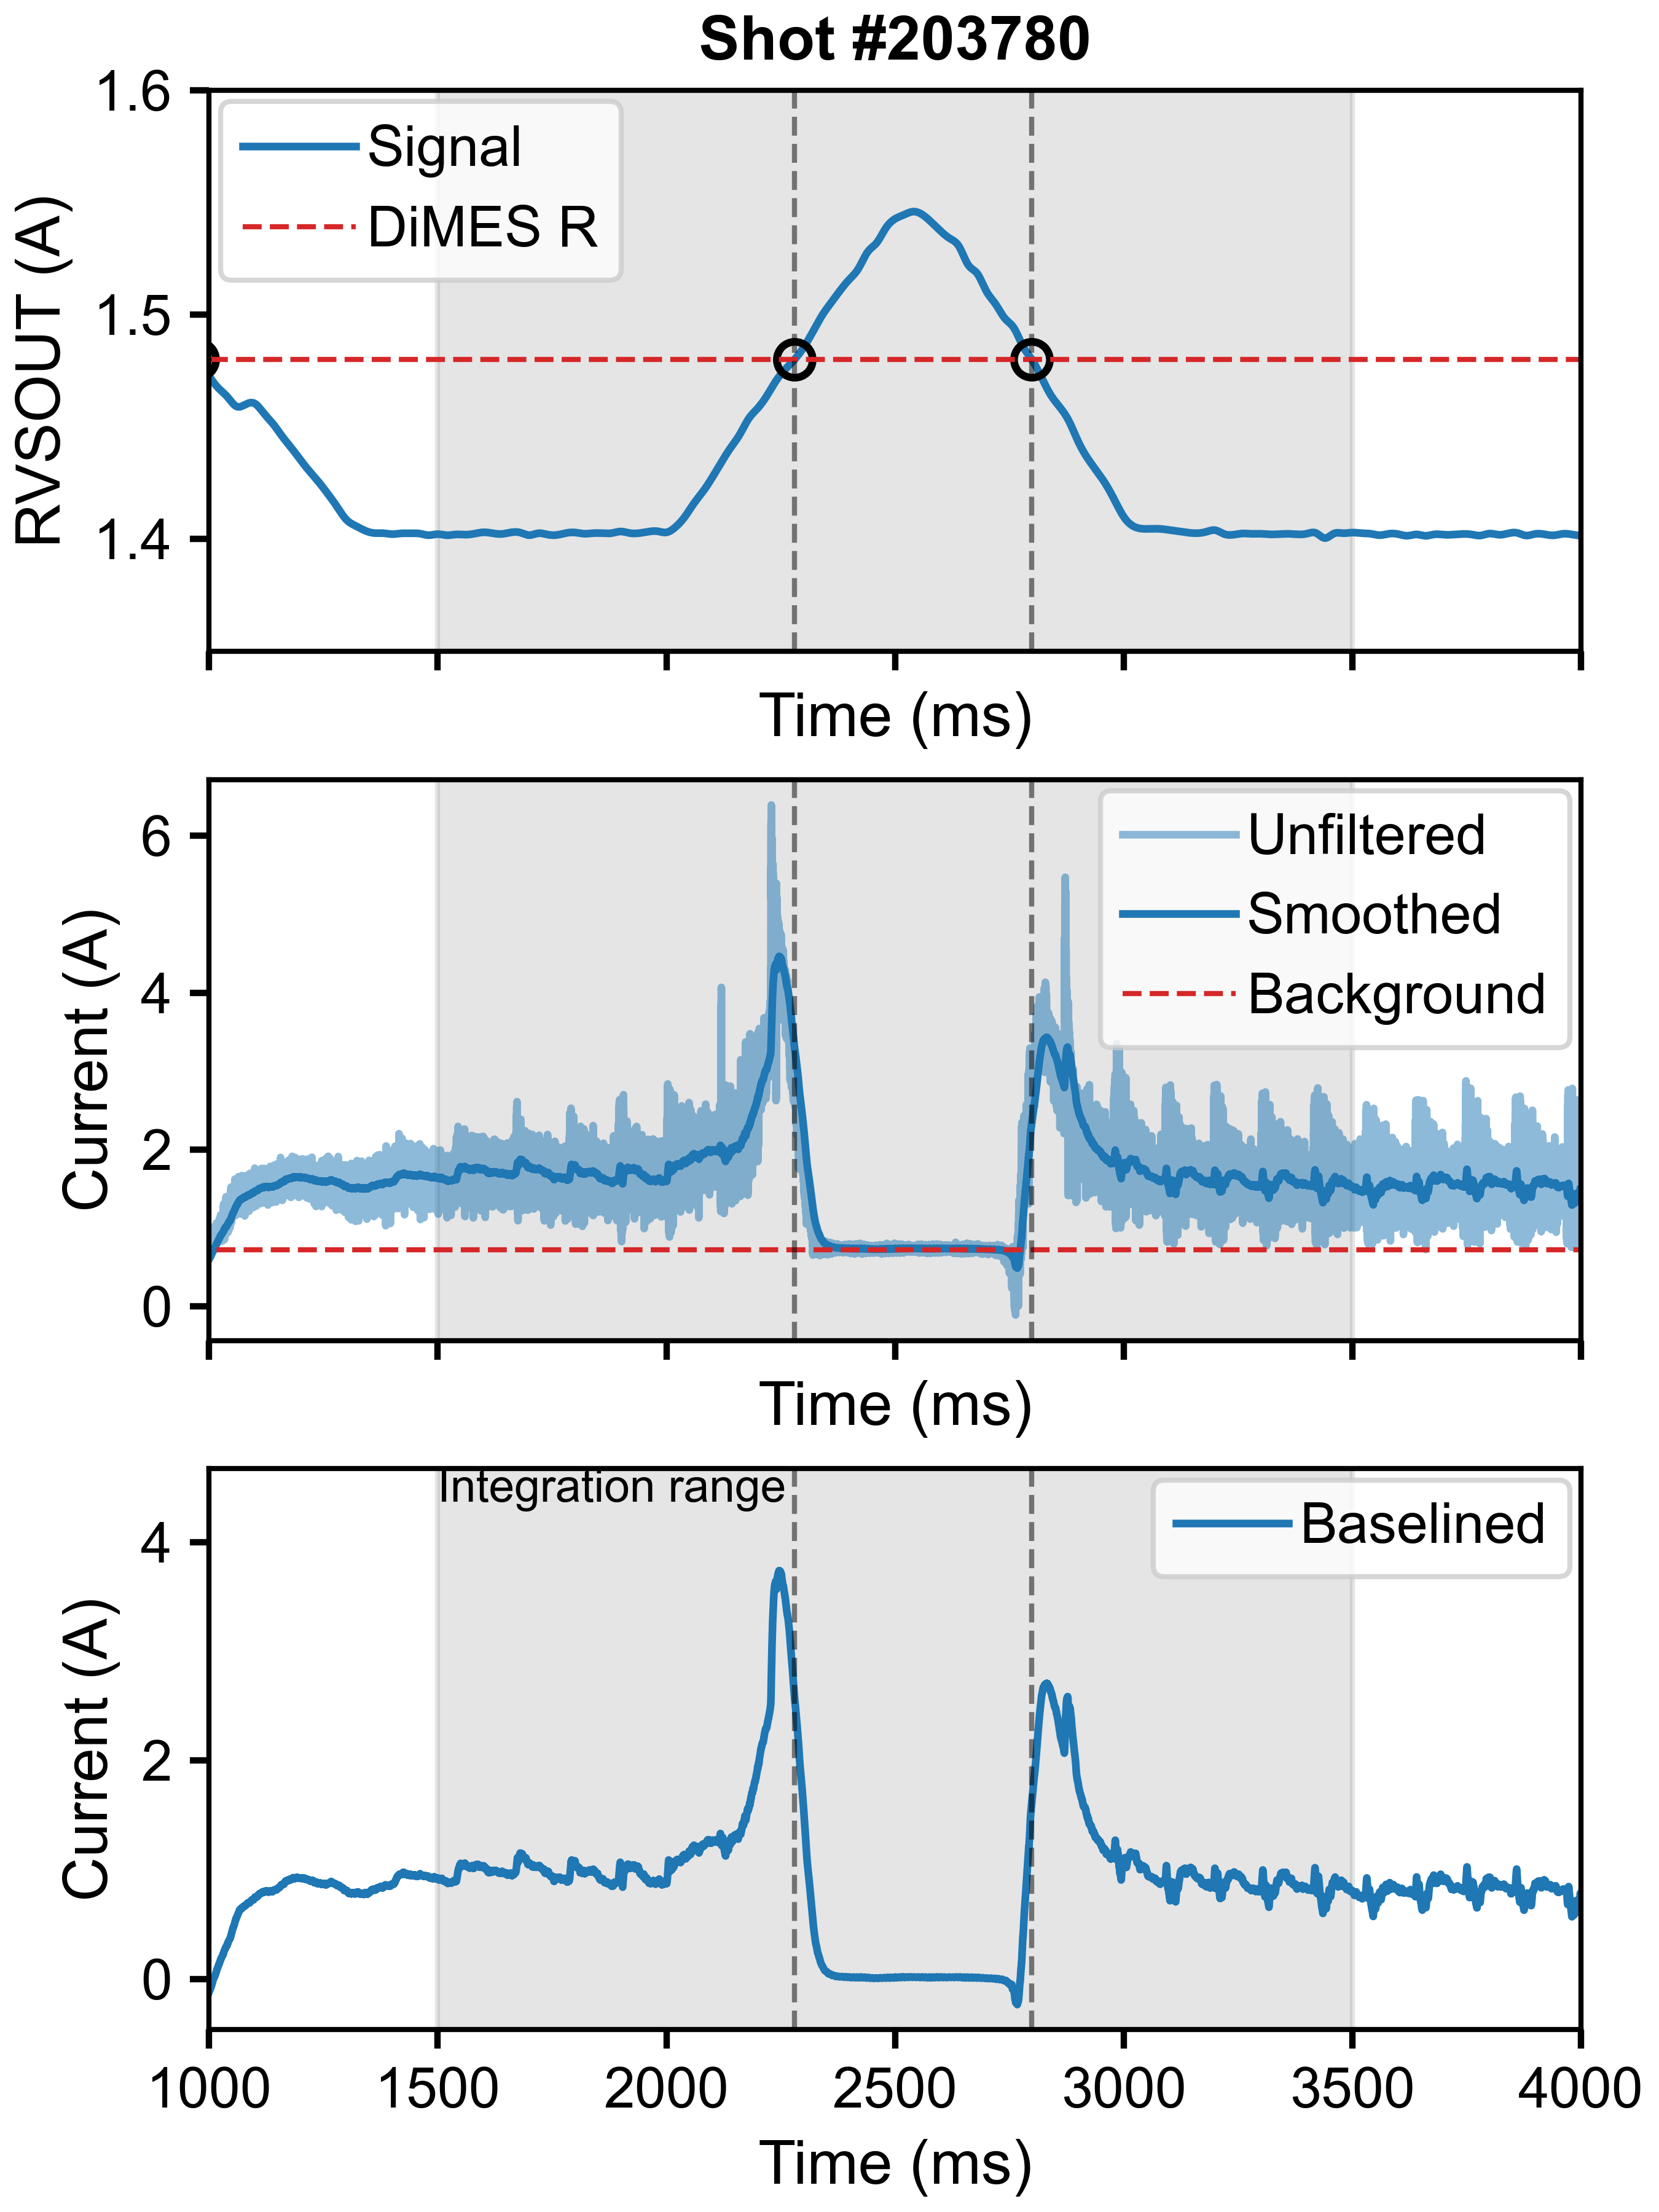 Shot #203780
1.6
1.5
1.4
RVSOUT (A)
Signal
DiMES R
Time (ms)
6
4
2
0
Current (A)
Unfiltered
Smoothed
Background
Time (ms)
4
2
0
Current (A)
Integration range
Baselined
1000 1500 2000 2500 3000 3500 4000
Time (ms)